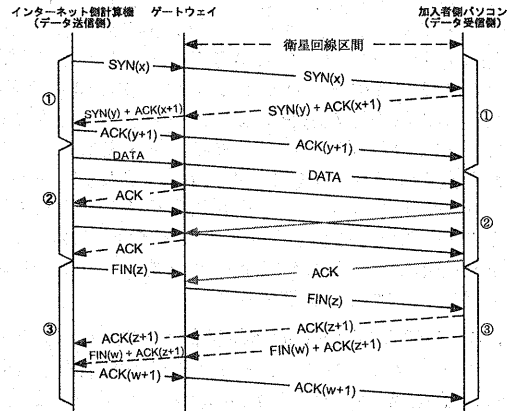 インターネット側計算機
（データ送信側）
ゲートウェイ
加入者側パソコン
（データ受信側）
衛星回線区間
SYN(x)
SYN(x)
①
SYN(y) + ACK(x+1)
SYN(y) + ACK(x+1)
①
ACK(y+1)
ACK(y+1)
DATA
DATA
②
ACK
②
ACK
ACK
FIN(z)
FIN(z)
③
ACK(z+1)
ACK(z+1)
③
FIN(w) + ACK(z+1)
FIN(w) + ACK(z+1)
ACK(w+1)
ACK(w+1)